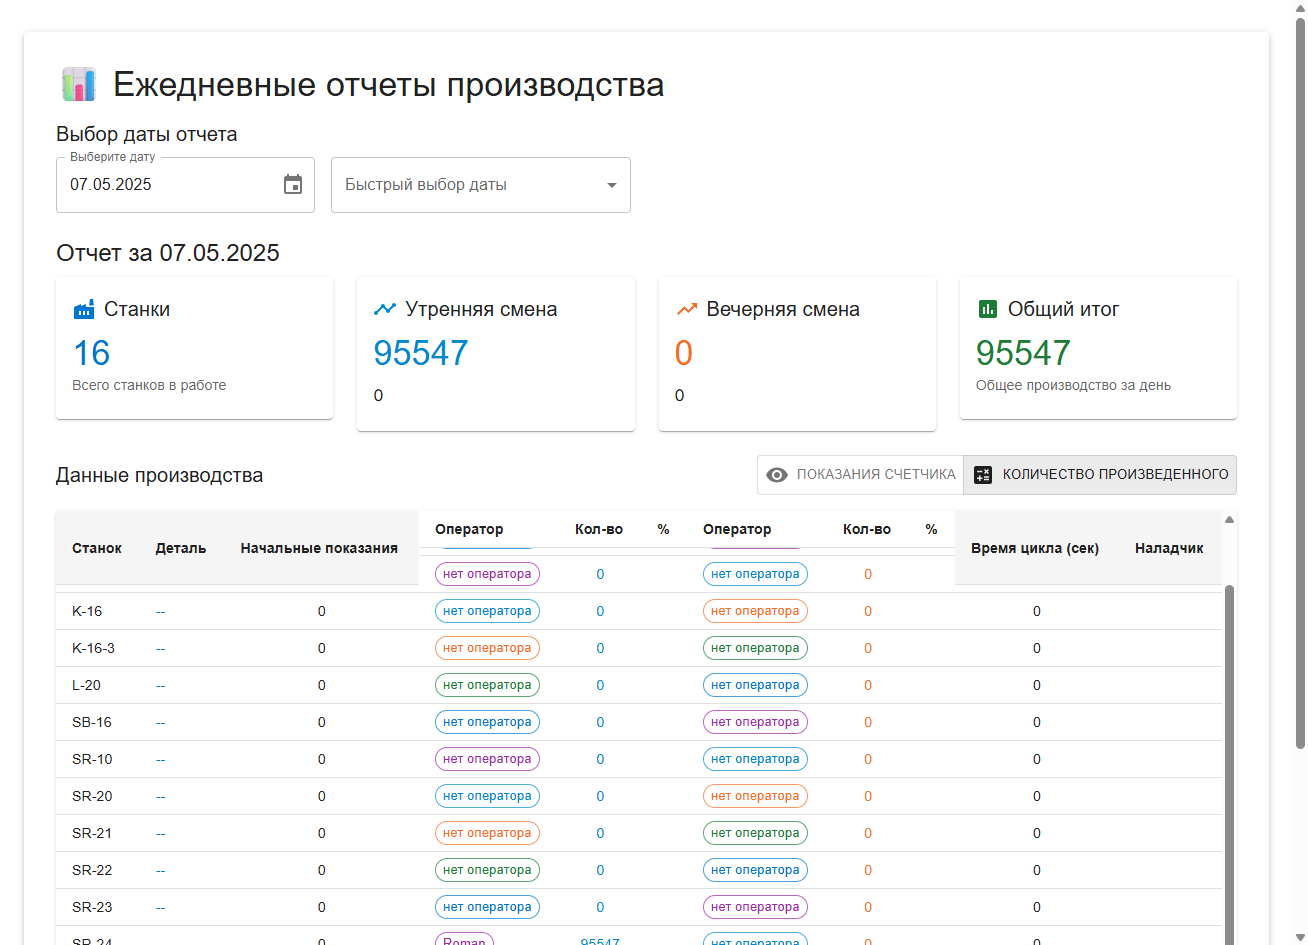 Ежедневные отчеты производства
Выбор даты отчета
Выберите дату
07.05.2025
Быстрый выбор даты
Отчет за 07.05.2025
Станки
16
Всего станков в работе
Утренняя смена
95547
0
Вечерняя смена
0
0
Общий итог
95547
Общее производство за день
Данные производства
ПОКАЗАНИЯ СЧЕТЧИКА
КОЛИЧЕСТВО ПРОИЗВЕДЕННОГО
Станок Деталь Начальные показания Оператор Кол-во % Оператор Кол-во % Время цикла (сек) Наладчик
нет оператора 0 нет оператора 0
K-16 -- 0 нет оператора 0 нет оператора 0 0
K-16-3 -- 0 нет оператора 0 нет оператора 0 0
L-20 -- 0 нет оператора 0 нет оператора 0 0
SB-16 -- 0 нет оператора 0 нет оператора 0 0
SR-10 -- 0 нет оператора 0 нет оператора 0 0
SR-20 -- 0 нет оператора 0 нет оператора 0 0
SR-21 -- 0 нет оператора 0 нет оператора 0 0
SR-22 -- 0 нет оператора 0 нет оператора 0 0
SR-23 -- 0 нет оператора 0 нет оператора 0 0
SR-24 -- 0 Roman 95547 нет оператора 0 0